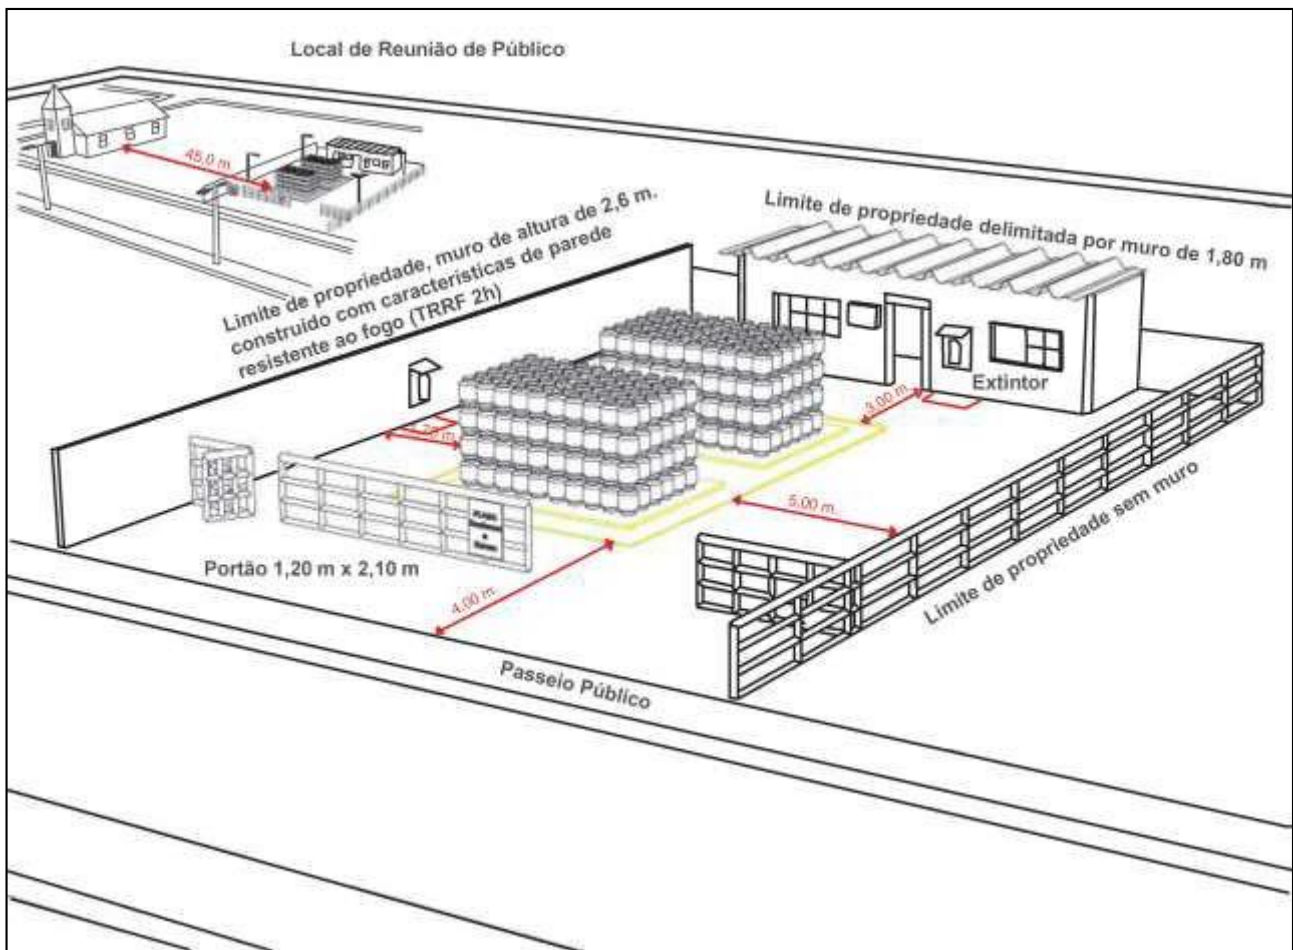 Local de Reunião de Público
45,0 m.
Limite de propriedade, muro de altura de 2,6 m.
construído com características de parede
resistente ao fogo (TRRF 2h)
Limite de propriedade delimitada por muro de 1,80 m
Extintor
3,00 m.
5,00 m.
Limite de propriedade sem muro
Portão 1,20 m x 2,10 m
4,00 m.
Passeio Público